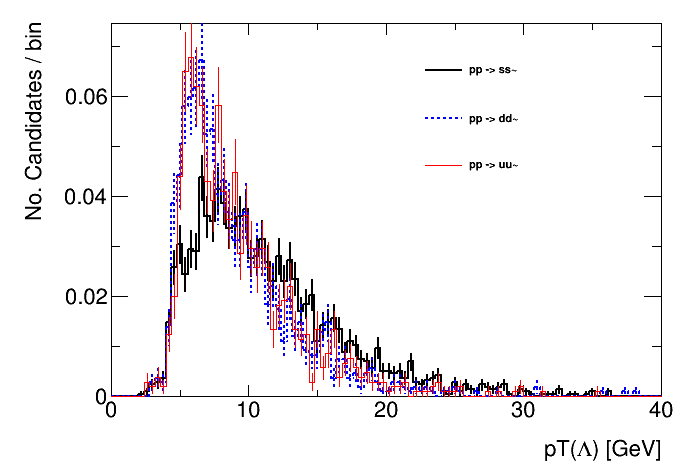 No. Candidates / bin
0.06
0.04
0.02
0
pp -> ss~
pp -> dd~
pp -> uu~
0 10 20 30 40
pT(Λ) [GeV]